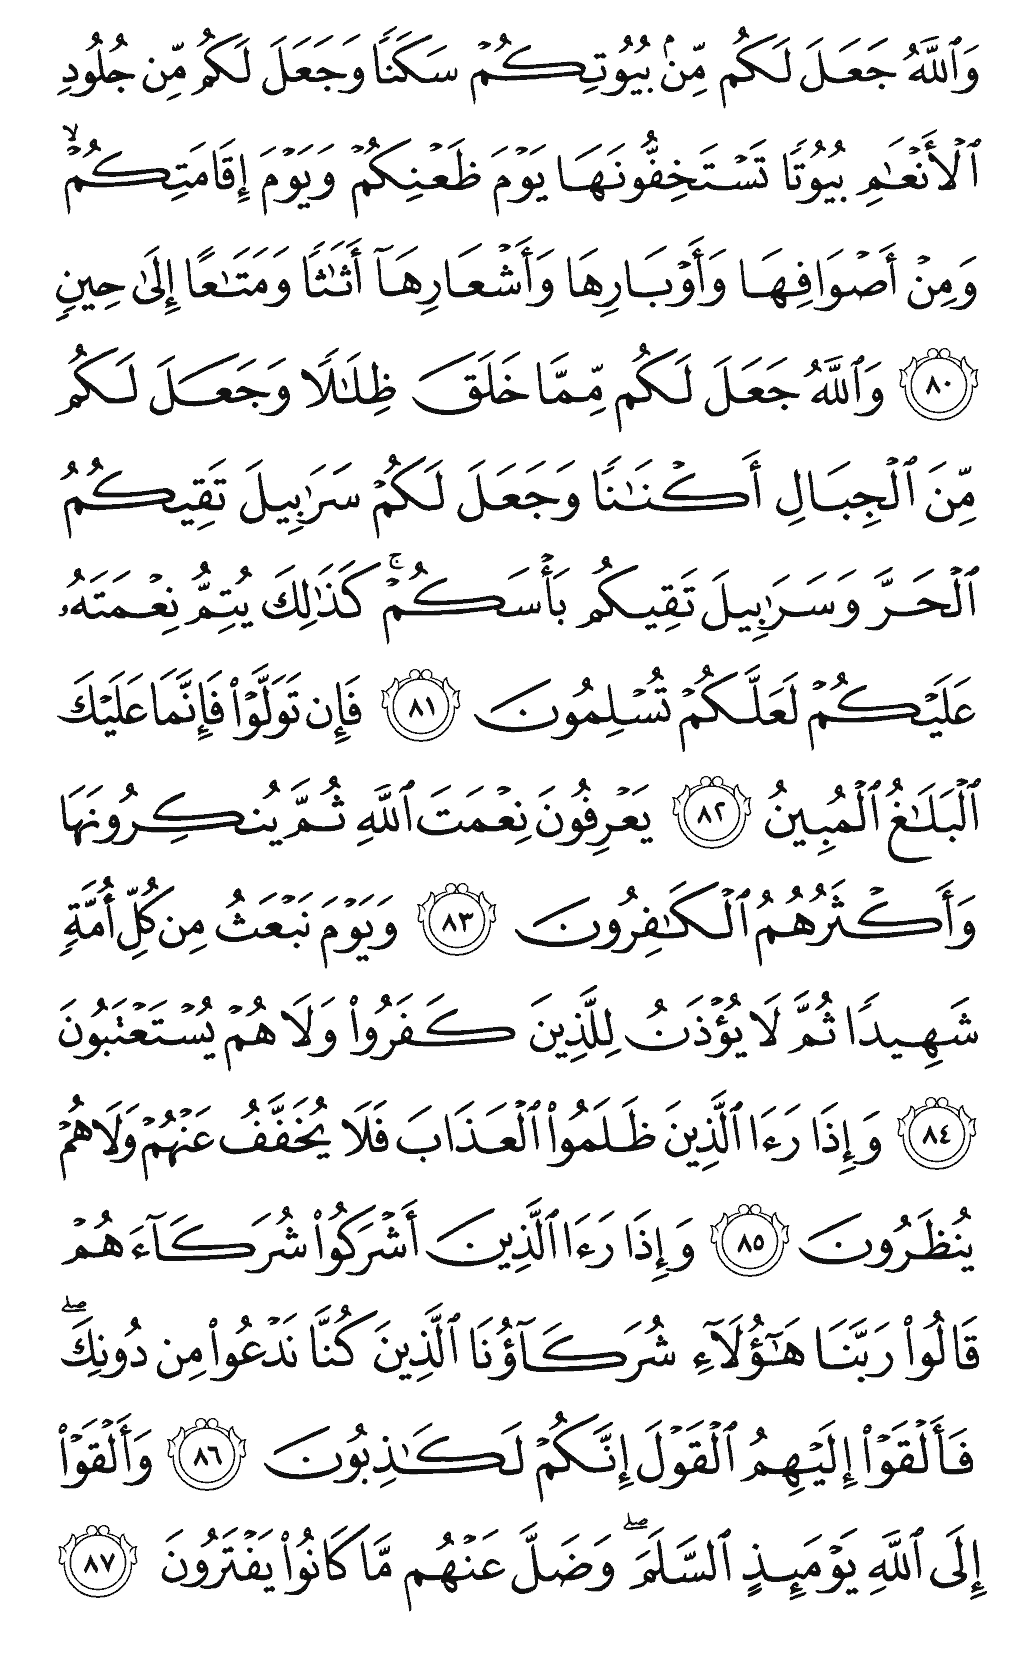 وَٱللَّهُ جَعَلَ لَكُم مِّنۢ بُيُوتِكُمْ سَكَنًا وَجَعَلَ لَكُم مِّن جُلُودِ
ٱلْأَنْعَٰمِ بُيُوتًا تَسْتَخِفُّونَهَا يَوْمَ ظَعْنِكُمْ وَيَوْمَ إِقَامَتِكُمْ ۙ
وَمِنْ أَصْوَافِهَا وَأَوْبَارِهَا وَأَشْعَارِهَآ أَثَٰثًا وَمَتَٰعًا إِلَىٰ حِينٍ
٨٠ وَٱللَّهُ جَعَلَ لَكُم مِّمَّا خَلَقَ ظِلَٰلًا وَجَعَلَ لَكُم
مِّنَ ٱلْجِبَالِ أَكْنَٰنًا وَجَعَلَ لَكُمْ سَرَٰبِيلَ تَقِيكُمُ
ٱلْحَرَّ وَسَرَٰبِيلَ تَقِيكُم بَأْسَكُمْ ۚ كَذَٰلِكَ يُتِمُّ نِعْمَتَهُۥ
عَلَيْكُمْ لَعَلَّكُمْ تُسْلِمُونَ ٨١ فَإِن تَوَلَّوْا۟ فَإِنَّمَا عَلَيْكَ
ٱلْبَلَٰغُ ٱلْمُبِينُ ٨٢ يَعْرِفُونَ نِعْمَتَ ٱللَّهِ ثُمَّ يُنكِرُونَهَا
وَأَكْثَرُهُمُ ٱلْكَٰفِرُونَ ٨٣ وَيَوْمَ نَبْعَثُ مِن كُلِّ أُمَّةٍ
شَهِيدًا ثُمَّ لَا يُؤْذَنُ لِلَّذِينَ كَفَرُوا۟ وَلَا هُمْ يُسْتَعْتَبُونَ
٨٤ وَإِذَا رَءَا ٱلَّذِينَ ظَلَمُوا۟ ٱلْعَذَابَ فَلَا يُخَفَّفُ عَنْهُمْ وَلَا هُمْ
يُنظَرُونَ ٨٥ وَإِذَا رَءَا ٱلَّذِينَ أَشْرَكُوا۟ شُرَكَآءَهُمْ
قَالُوا۟ رَبَّنَا هَٰٓؤُلَآءِ شُرَكَآؤُنَا ٱلَّذِينَ كُنَّا نَدْعُوا۟ مِن دُونِكَ ۖ
فَأَلْقَوْا۟ إِلَيْهِمُ ٱلْقَوْلَ إِنَّكُمْ لَكَٰذِبُونَ ٨٦ وَأَلْقَوْا۟
إِلَى ٱللَّهِ يَوْمَئِذٍ ٱلسَّلَمَ ۖ وَضَلَّ عَنْهُم مَّا كَانُوا۟ يَفْتَرُونَ ٨٧